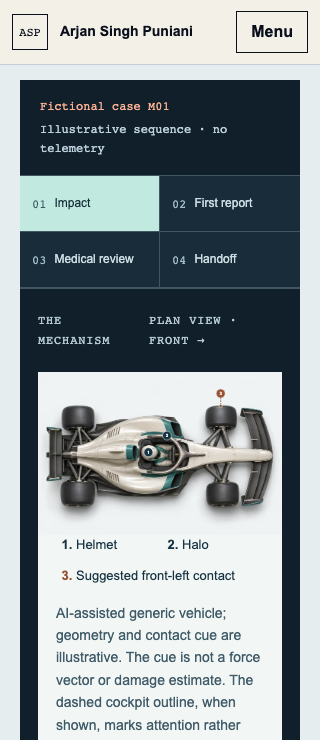 ASP Arjan Singh Puniani Menu
Fictional case M01
Illustrative sequence · no
telemetry
01 Impact
02 First report
03 Medical review
04 Handoff
THE
MECHANISM
PLAN VIEW ·
FRONT →
3
2
1
1. Helmet
2. Halo
3. Suggested front-left contact
AI-assisted generic vehicle;
geometry and contact cue are
illustrative. The cue is not a force
vector or damage estimate. The
dashed cockpit outline, when
shown, marks attention rather